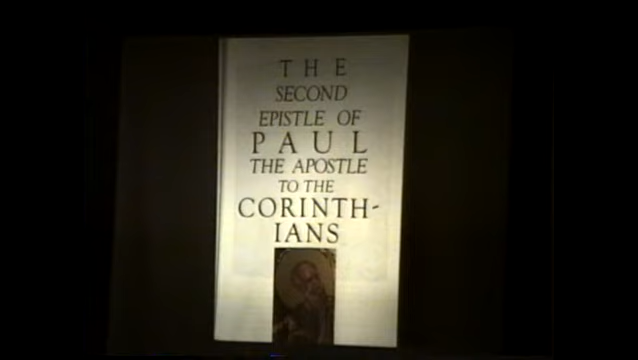 THE
SECOND
EPISTLE OF
PAUL
THE APOSTLE
TO THE
CORINTH-
IANS